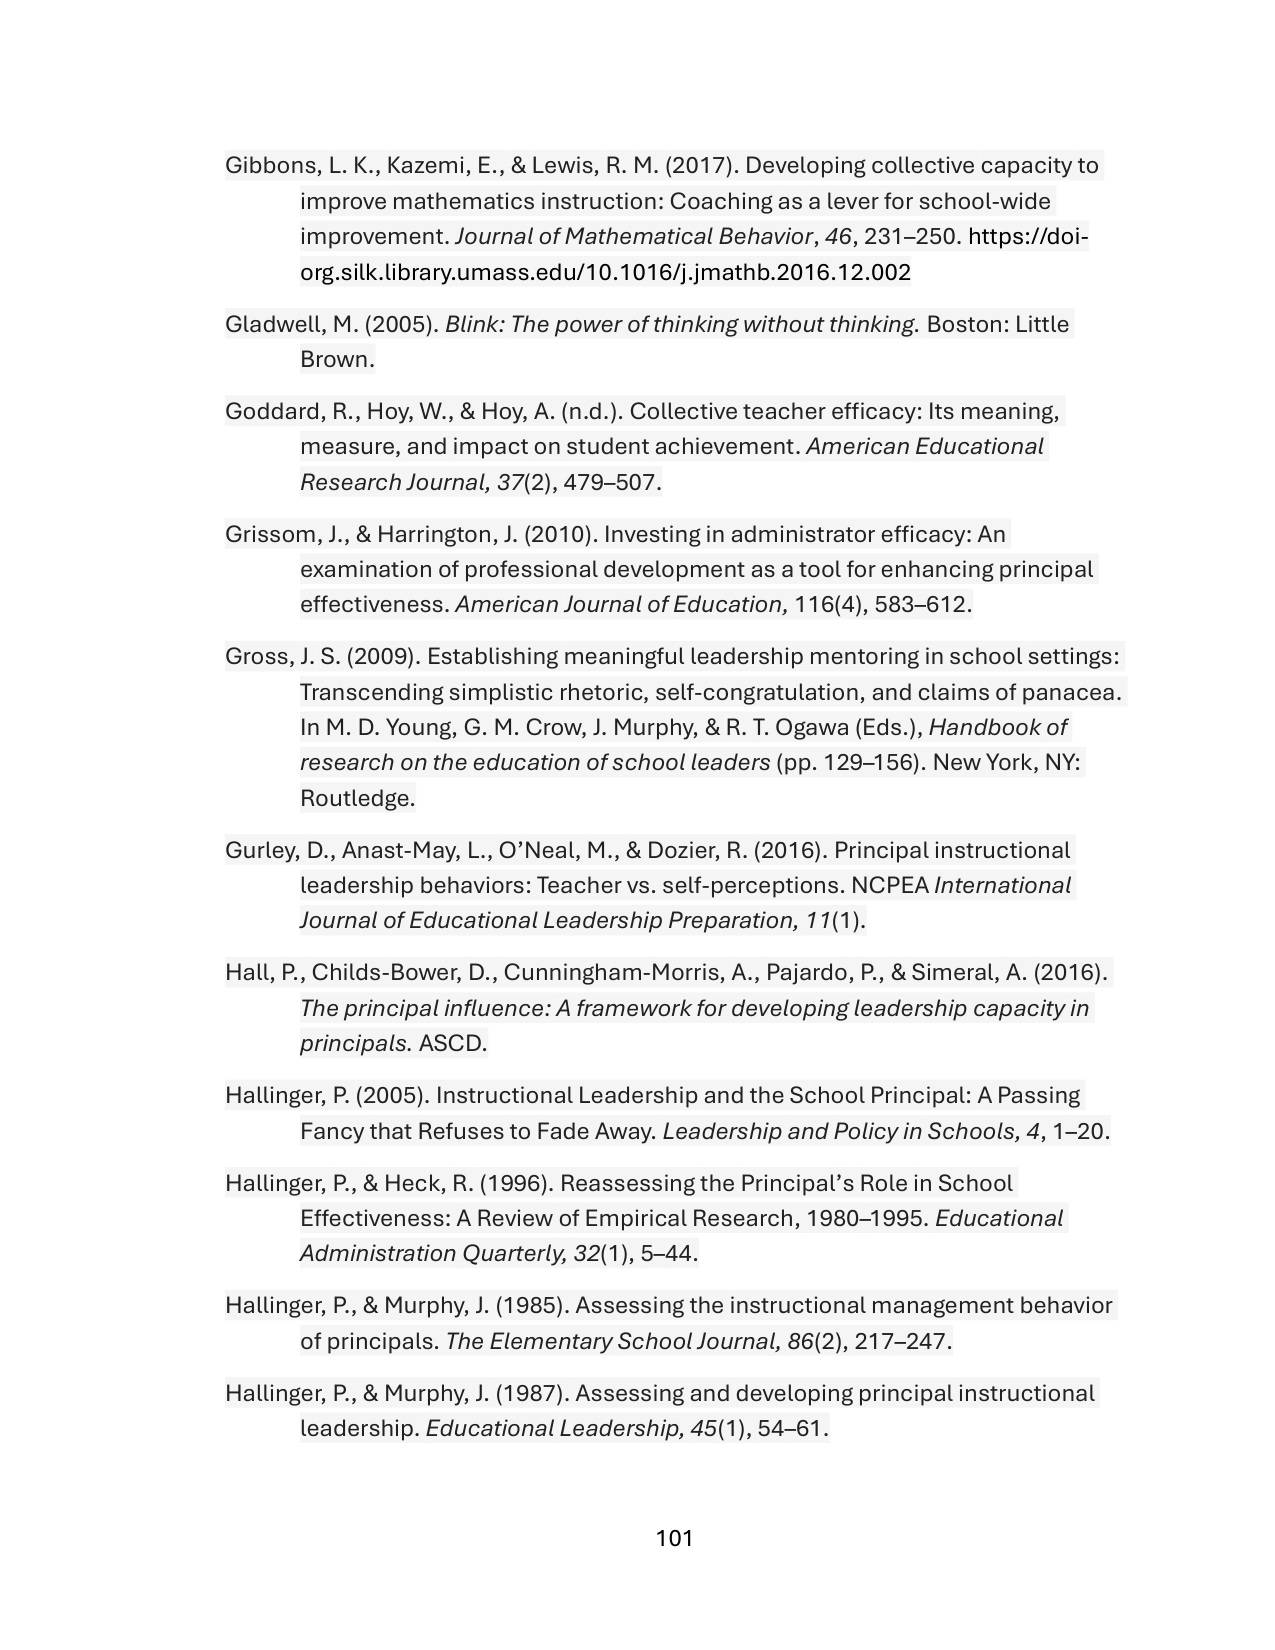 Gibbons, L. K., Kazemi, E., & Lewis, R. M. (2017). Developing collective capacity to
improve mathematics instruction: Coaching as a lever for school-wide
improvement. Journal of Mathematical Behavior, 46, 231–250. https://doi-
org.silk.library.umass.edu/10.1016/j.jmathb.2016.12.002
Gladwell, M. (2005). Blink: The power of thinking without thinking. Boston: Little
Brown.
Goddard, R., Hoy, W., & Hoy, A. (n.d.). Collective teacher efficacy: Its meaning,
measure, and impact on student achievement. American Educational
Research Journal, 37(2), 479–507.
Grissom, J., & Harrington, J. (2010). Investing in administrator efficacy: An
examination of professional development as a tool for enhancing principal
effectiveness. American Journal of Education, 116(4), 583–612.
Gross, J. S. (2009). Establishing meaningful leadership mentoring in school settings:
Transcending simplistic rhetoric, self-congratulation, and claims of panacea.
In M. D. Young, G. M. Crow, J. Murphy, & R. T. Ogawa (Eds.), Handbook of
research on the education of school leaders (pp. 129–156). New York, NY:
Routledge.
Gurley, D., Anast-May, L., O’Neal, M., & Dozier, R. (2016). Principal instructional
leadership behaviors: Teacher vs. self-perceptions. NCPEA International
Journal of Educational Leadership Preparation, 11(1).
Hall, P., Childs-Bower, D., Cunningham-Morris, A., Pajardo, P., & Simeral, A. (2016).
The principal influence: A framework for developing leadership capacity in
principals. ASCD.
Hallinger, P. (2005). Instructional Leadership and the School Principal: A Passing
Fancy that Refuses to Fade Away. Leadership and Policy in Schools, 4, 1–20.
Hallinger, P., & Heck, R. (1996). Reassessing the Principal’s Role in School
Effectiveness: A Review of Empirical Research, 1980–1995. Educational
Administration Quarterly, 32(1), 5–44.
Hallinger, P., & Murphy, J. (1985). Assessing the instructional management behavior
of principals. The Elementary School Journal, 86(2), 217–247.
Hallinger, P., & Murphy, J. (1987). Assessing and developing principal instructional
leadership. Educational Leadership, 45(1), 54–61.
101